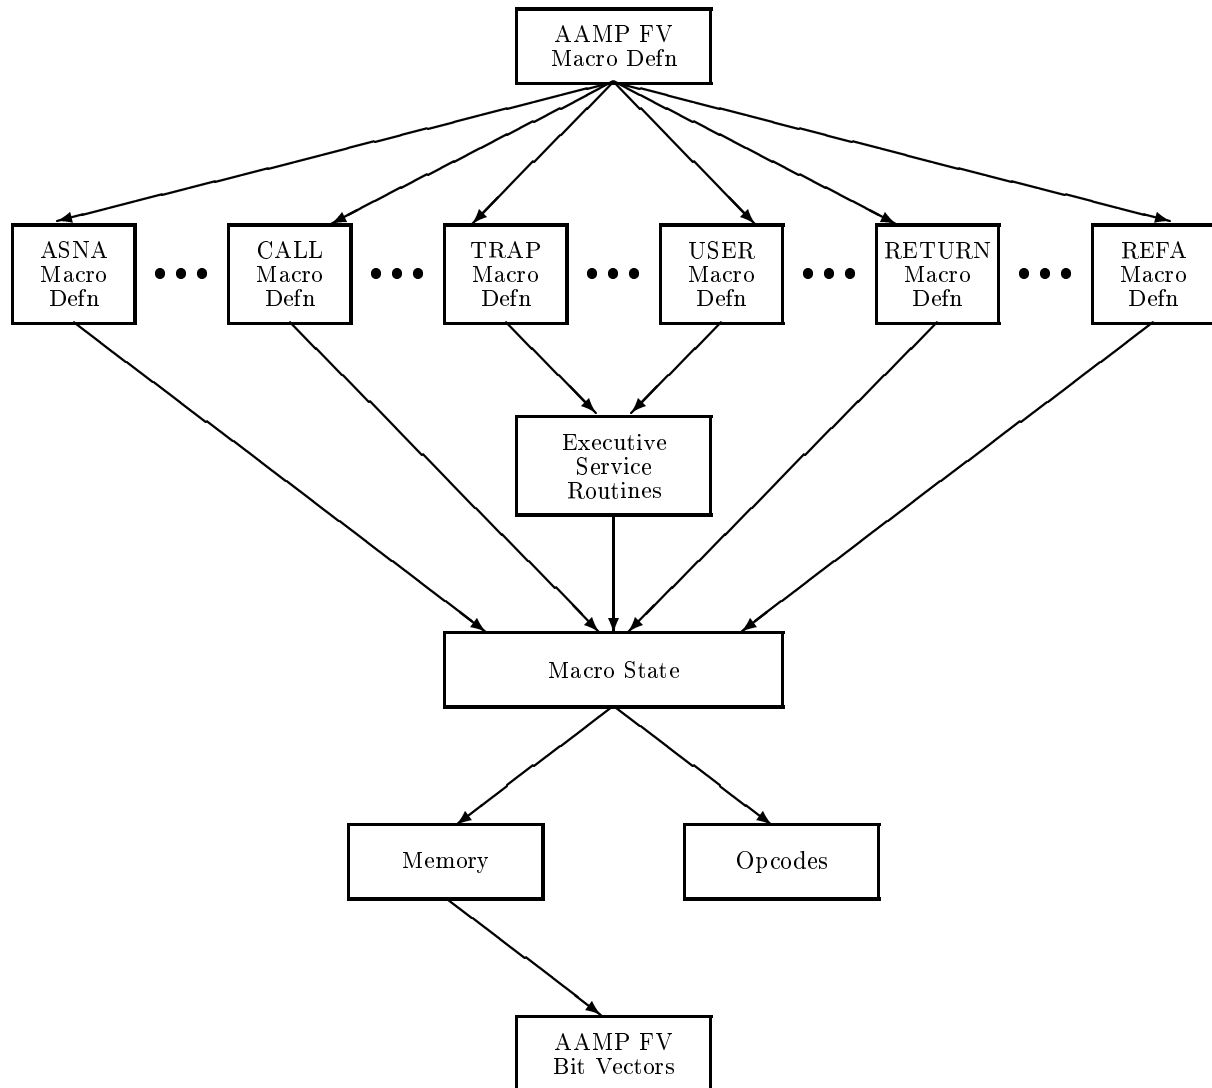 AAMP FV
Macro Defn
ASNA
Macro
Defn
CALL
Macro
Defn
TRAP
Macro
Defn
USER
Macro
Defn
RETURN
Macro
Defn
REFA
Macro
Defn
Executive
Service
Routines
Macro State
Memory
Opcodes
AAMP FV
Bit Vectors